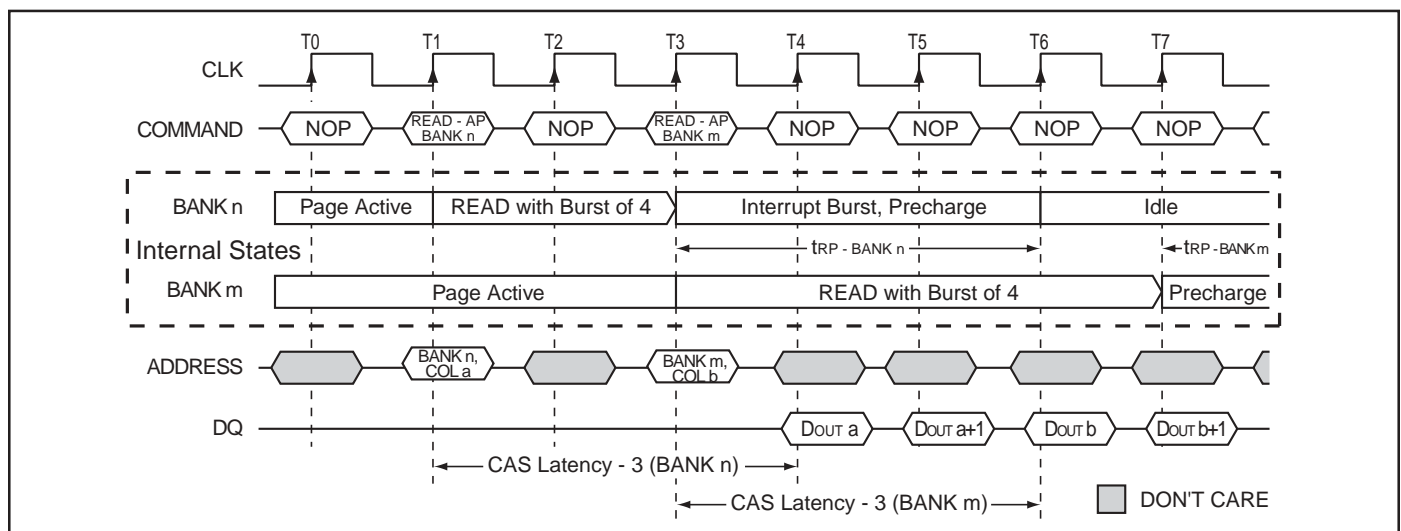 T0 T1 T2 T3 T4 T5 T6 T7
CLK
COMMAND NOP READ - AP BANK n NOP READ - AP BANK m NOP NOP NOP NOP
BANK n Page Active READ with Burst of 4 Interrupt Burst, Precharge Idle
Internal States tRP - BANK n tRP - BANK m
BANK m Page Active READ with Burst of 4 Precharge
ADDRESS BANK n, COL a BANK m, COL b
DQ DOUT a DOUT a+1 DOUT b DOUT b+1
CAS Latency - 3 (BANK n)
CAS Latency - 3 (BANK m) DON'T CARE